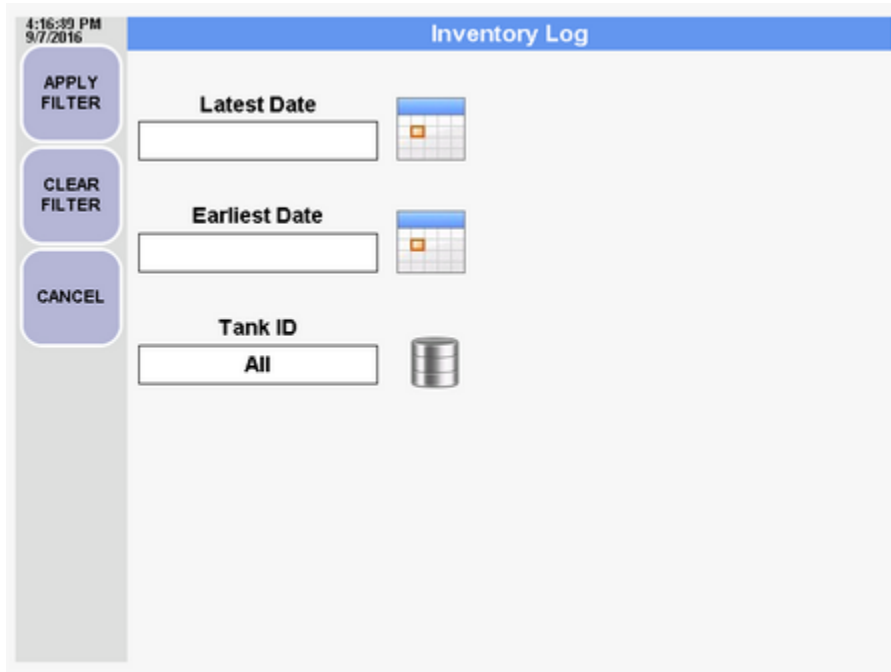 4:16:39 PM
9/7/2016
Inventory Log
APPLY
FILTER
Latest Date
CLEAR
FILTER
Earliest Date
CANCEL
Tank ID
All